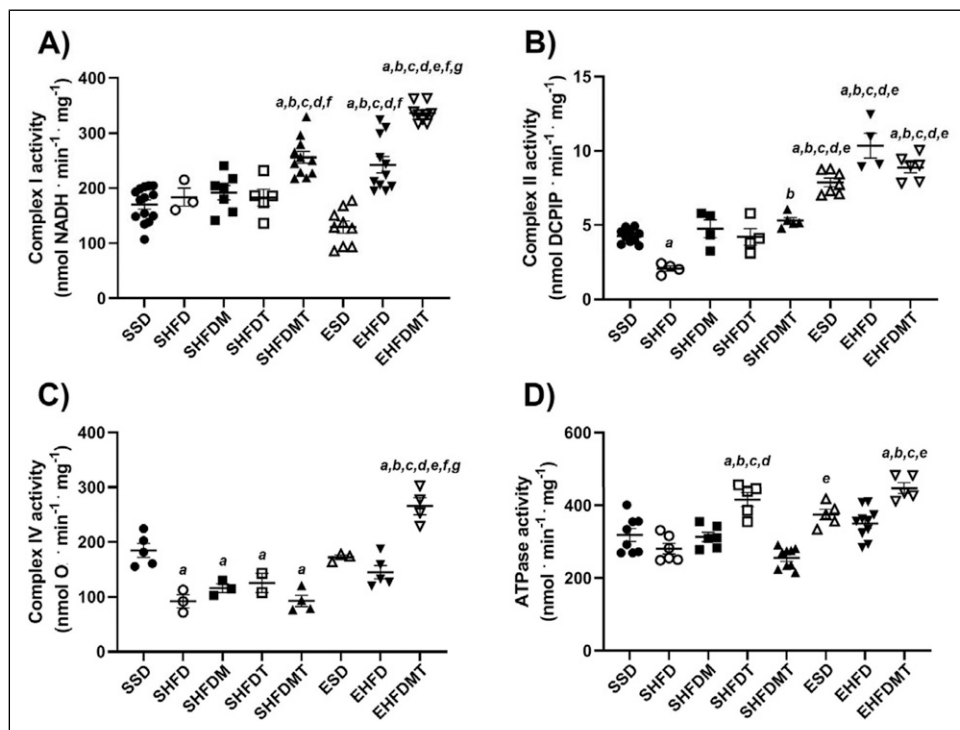 A)
Complex I activity
(nmol NADH · min⁻¹ · mg⁻¹)
400
300
200
100
0
a,b,c,d,f
a,b,c,d,f
a,b,c,d,e,f,g
SSD
SHFD
SHFDM
SHFDT
SHFDMT
ESD
EHFD
EHFDMT
B)
Complex II activity
(nmol DCPIP · min⁻¹ · mg⁻¹)
15
10
5
0
a
b
a,b,c,d,e
a,b,c,d,e
a,b,c,d,e
SSD
SHFD
SHFDM
SHFDT
SHFDMT
ESD
EHFD
EHFDMT
C)
Complex IV activity
(nmol O · min⁻¹ · mg⁻¹)
400
300
200
100
0
a
a
a
a
a,b,c,d,e,f,g
SSD
SHFD
SHFDM
SHFDT
SHFDMT
ESD
EHFD
EHFDMT
D)
ATPase activity
(nmol · min⁻¹ · mg⁻¹)
600
400
200
0
a,b,c,d
e
a,b,c,e
SSD
SHFD
SHFDM
SHFDT
SHFDMT
ESD
EHFD
EHFDMT